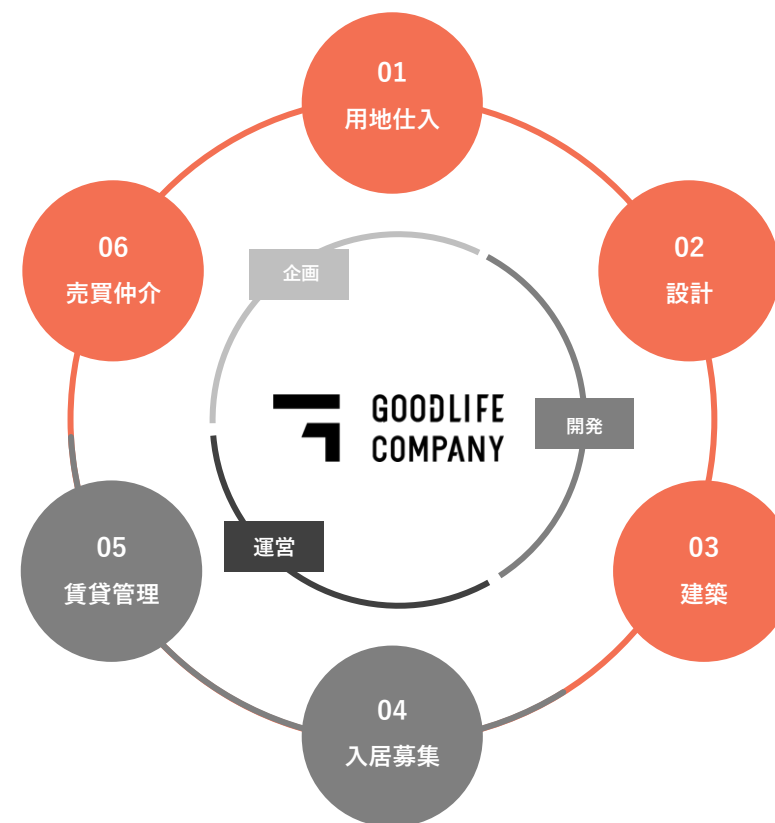 01
用地仕入
02
設計
03
建築
04
入居募集
05
賃貸管理
06
売買仲介
企画
開発
運営
GOODLIFE
COMPANY